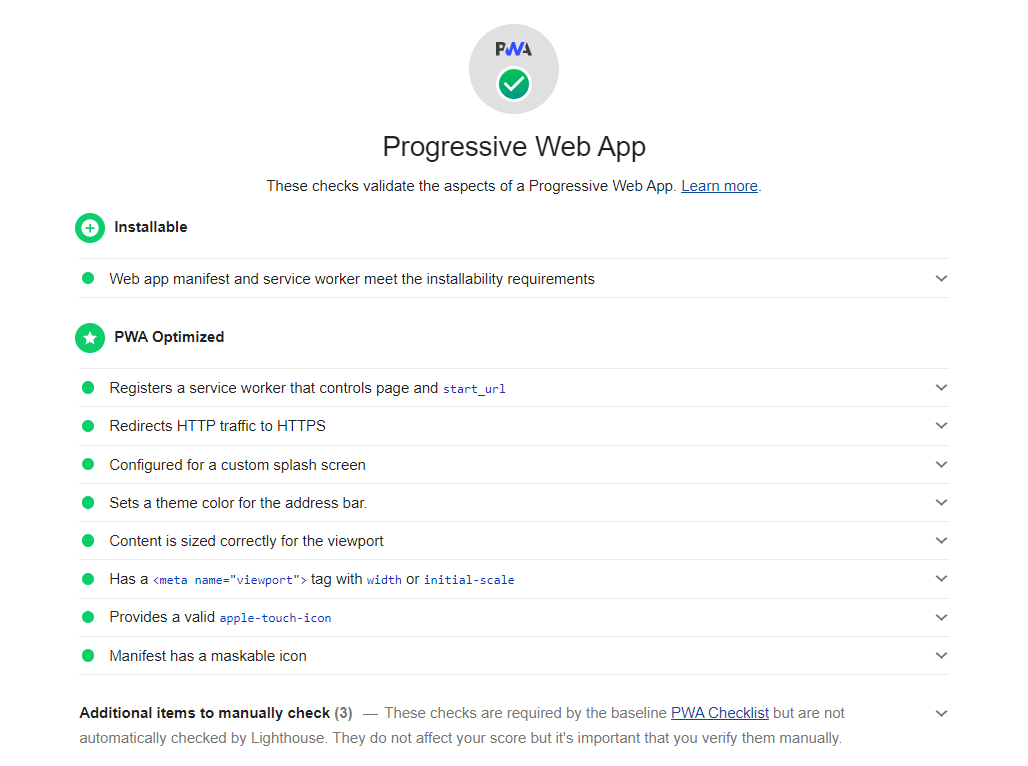 PWA
Progressive Web App
These checks validate the aspects of a Progressive Web App. Learn more.
Installable
Web app manifest and service worker meet the installability requirements
PWA Optimized
Registers a service worker that controls page and start_url
Redirects HTTP traffic to HTTPS
Configured for a custom splash screen
Sets a theme color for the address bar.
Content is sized correctly for the viewport
Has a <meta name="viewport"> tag with width or initial-scale
Provides a valid apple-touch-icon
Manifest has a maskable icon
Additional items to manually check (3) — These checks are required by the baseline PWA Checklist but are not
automatically checked by Lighthouse. They do not affect your score but it's important that you verify them manually.